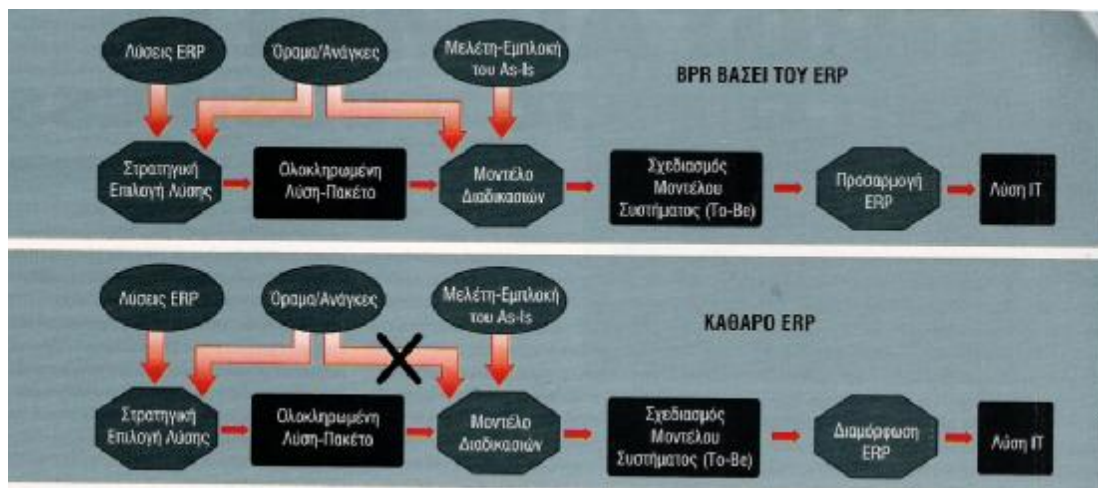 Λύσεις ERP
Όραμα/Ανάγκες
Μελέτη-Εμπλοκή
του As-Is
BPR ΒΑΣΕΙ ΤΟΥ ERP
Στρατηγική
Επιλογή Λύσης
Ολοκληρωμένη
Λύση-Πακέτο
Μοντέλο
Διαδικασιών
Σχεδιασμός
Μοντέλου
Συστήματος (To-Be)
Προσαρμογή
ERP
Λύση IT
Λύσεις ERP
Όραμα/Ανάγκες
Μελέτη-Εμπλοκή
του As-Is
ΚΑΘΑΡΟ ERP
Στρατηγική
Επιλογή Λύσης
Ολοκληρωμένη
Λύση-Πακέτο
Μοντέλο
Διαδικασιών
Σχεδιασμός
Μοντέλου
Συστήματος (To-Be)
Διαμόρφωση
ERP
Λύση IT